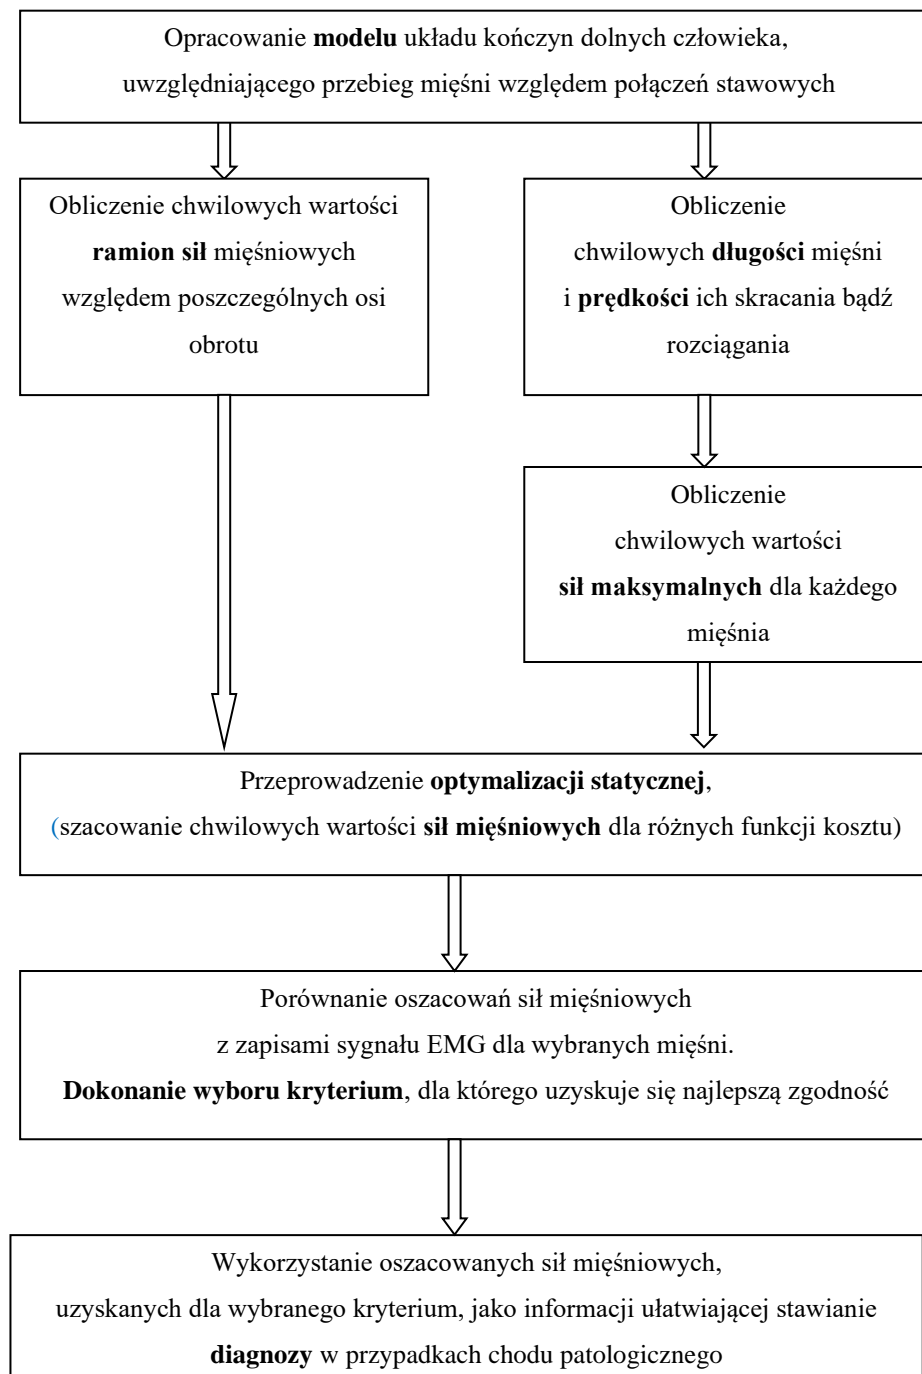 Opracowanie modelu układu kończyn dolnych człowieka,
uwzględniającego przebieg mięśni względem połączeń stawowych
Obliczenie chwilowych wartości
ramion sił mięśniowych
względem poszczególnych osi
obrotu
Obliczenie
chwilowych długości mięśni
i prędkości ich skracania bądź
rozciągania
Obliczenie
chwilowych wartości
sił maksymalnych dla każdego
mięśnia
Przeprowadzenie optymalizacji statycznej,
(szacowanie chwilowych wartości sił mięśniowych dla różnych funkcji kosztu)
Porównanie oszacowań sił mięśniowych
z zapisami sygnału EMG dla wybranych mięśni.
Dokonanie wyboru kryterium, dla którego uzyskuje się najlepszą zgodność
Wykorzystanie oszacowanych sił mięśniowych,
uzyskanych dla wybranego kryterium, jako informacji ułatwiającej stawianie
diagnozy w przypadkach chodu patologicznego